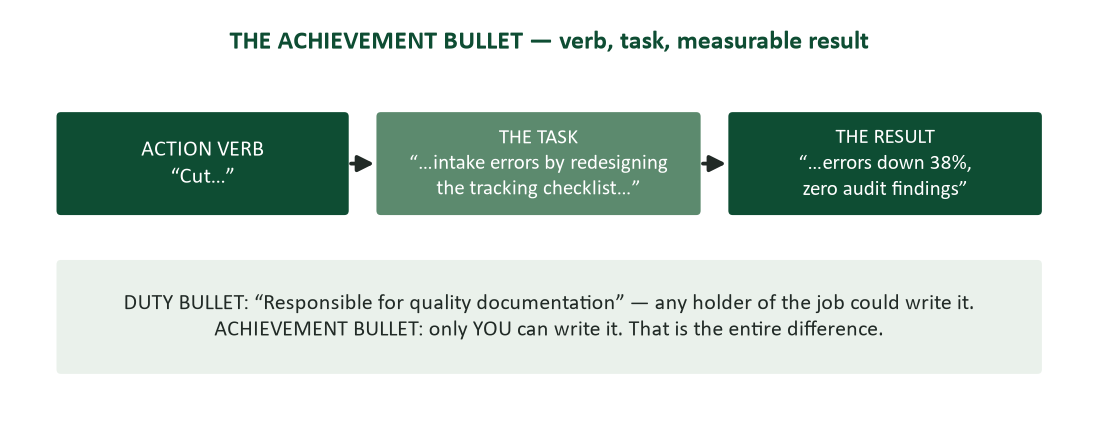 THE ACHIEVEMENT BULLET — verb, task, measurable result
ACTION VERB
“Cut…”
THE TASK
“…intake errors by redesigning
the tracking checklist…”
THE RESULT
“…errors down 38%,
zero audit findings”
DUTY BULLET: “Responsible for quality documentation” — any holder of the job could write it.
ACHIEVEMENT BULLET: only YOU can write it. That is the entire difference.